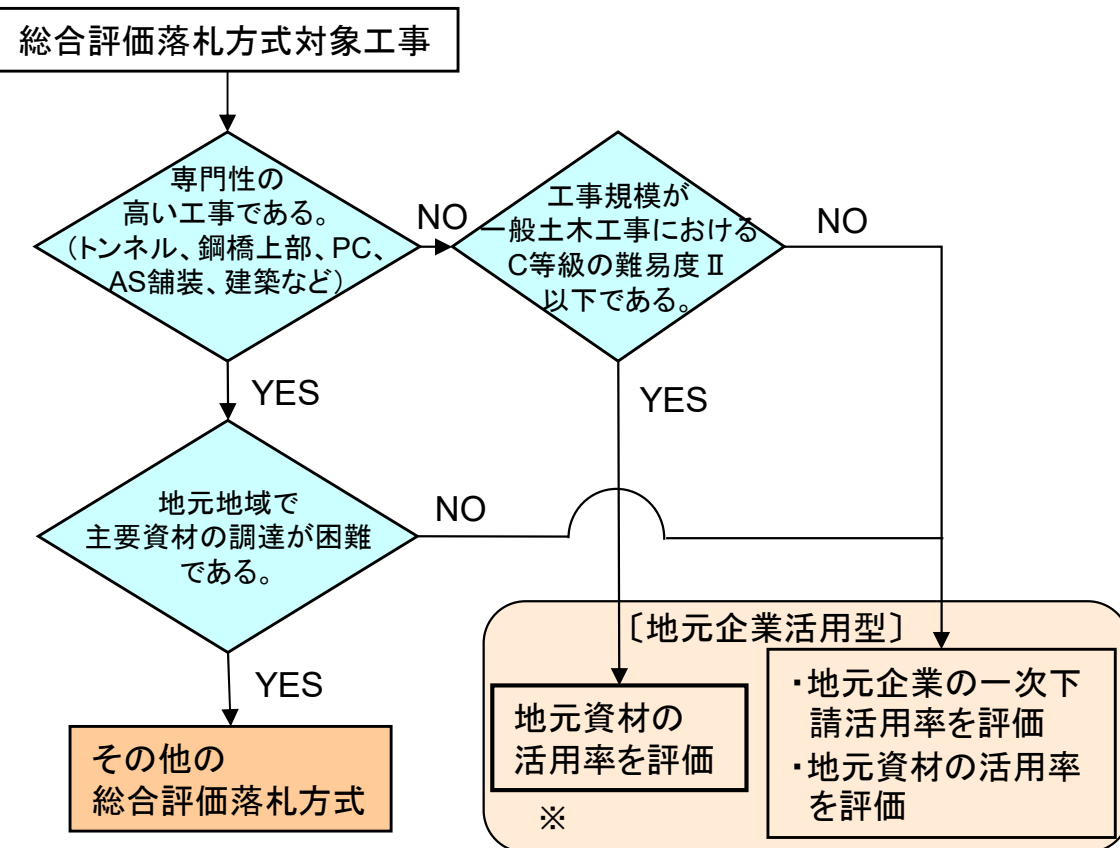 総合評価落札方式対象工事
専門性の
高い工事である。
(トンネル、鋼橋上部、PC、
AS舗装、建築など)
NO
工事規模が
一般土木工事における
C等級の難易度Ⅱ
以下である。
NO
YES
YES
地元地域で
主要資材の調達が困難
である。
NO
YES
その他の
総合評価落札方式
〔地元企業活用型〕
地元資材の
活用率を評価
※
・地元企業の一次下
請活用率を評価
・地元資材の活用率
を評価